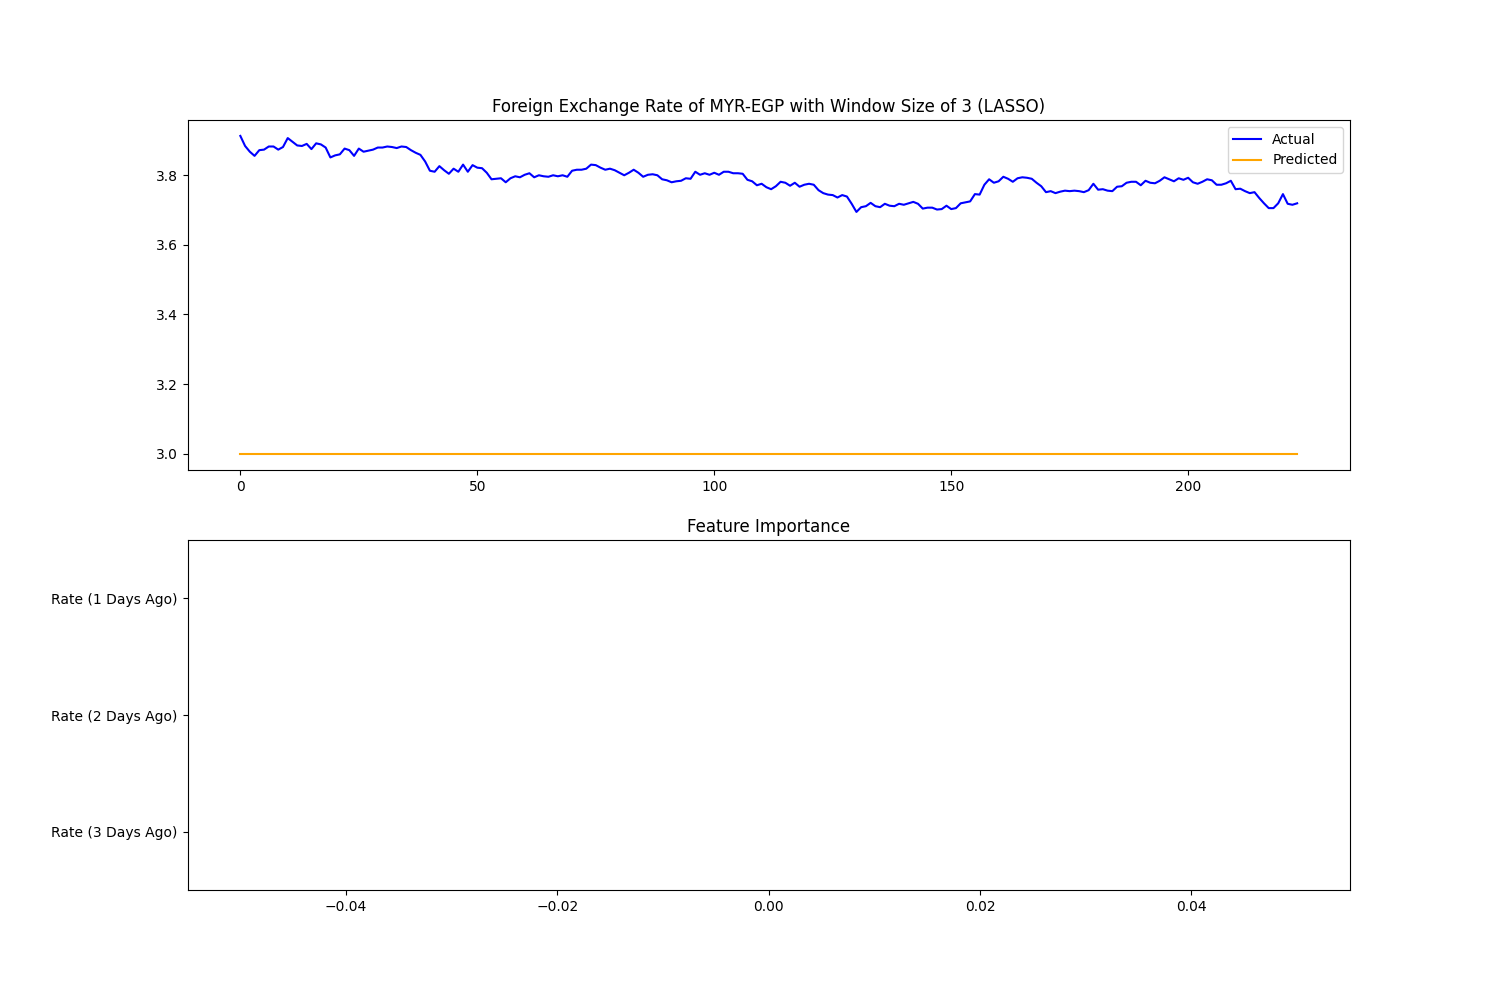 Foreign Exchange Rate of MYR-EGP with Window Size of 3 (LASSO)
Actual
Predicted
3.8
3.6
3.4
3.2
3.0
0 50 100 150 200
Feature Importance
Rate (1 Days Ago)
Rate (2 Days Ago)
Rate (3 Days Ago)
−0.04 −0.02 0.00 0.02 0.04